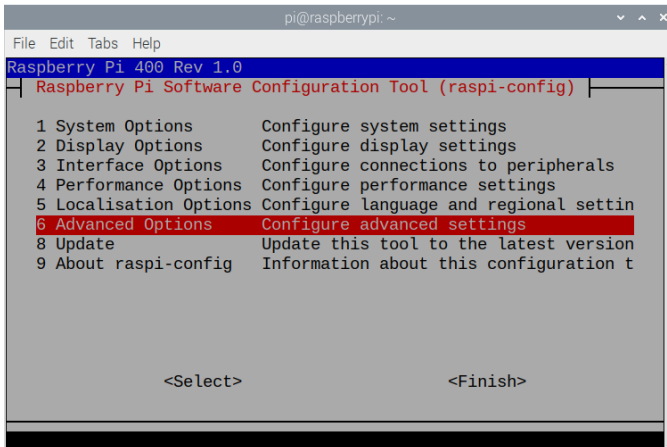 pi@raspberrypi: ~
File Edit Tabs Help
Raspberry Pi 400 Rev 1.0
Raspberry Pi Software Configuration Tool (raspi-config)
1 System Options Configure system settings
2 Display Options Configure display settings
3 Interface Options Configure connections to peripherals
4 Performance Options Configure performance settings
5 Localisation Options Configure language and regional settin
6 Advanced Options Configure advanced settings
8 Update Update this tool to the latest version
9 About raspi-config Information about this configuration t
<Select> <Finish>